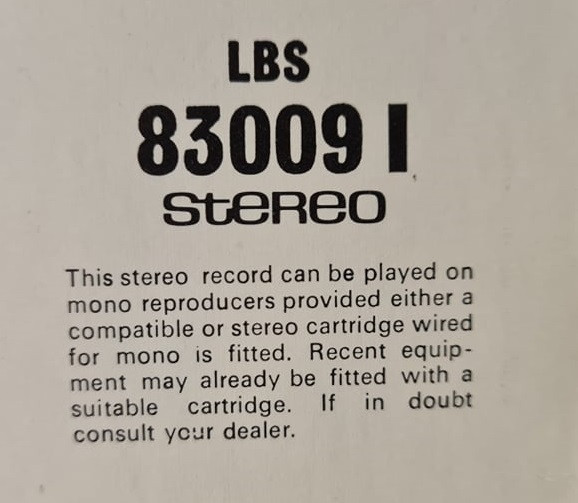 LBS
83009 I
stereo
This stereo record can be played on
mono reproducers provided either a
compatible or stereo cartridge wired
for mono is fitted. Recent equip-
ment may already be fitted with a
suitable cartridge. If in doubt
consult your dealer.